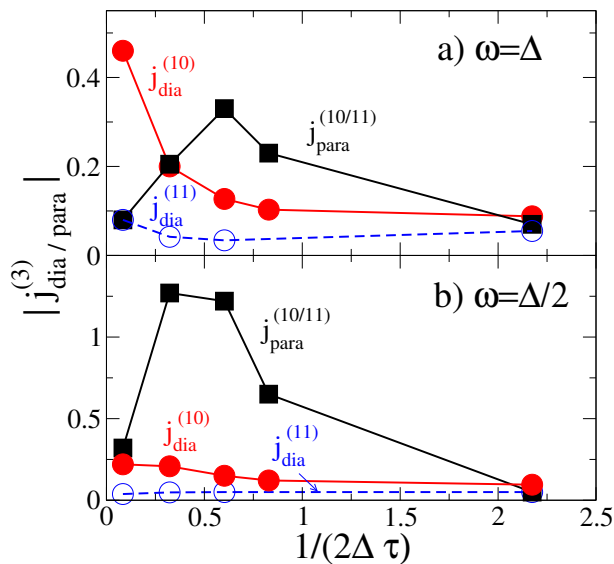 a) ω=Δ
j_dia^(10)
j_para^(10/11)
j_dia^(11)
0.4
0.2
0
| j_dia / para^(3) |
b) ω=Δ/2
j_para^(10/11)
j_dia^(10)
j_dia^(11)
1
0.5
0
0 0.5 1 1.5 2 2.5
1/(2Δ τ)